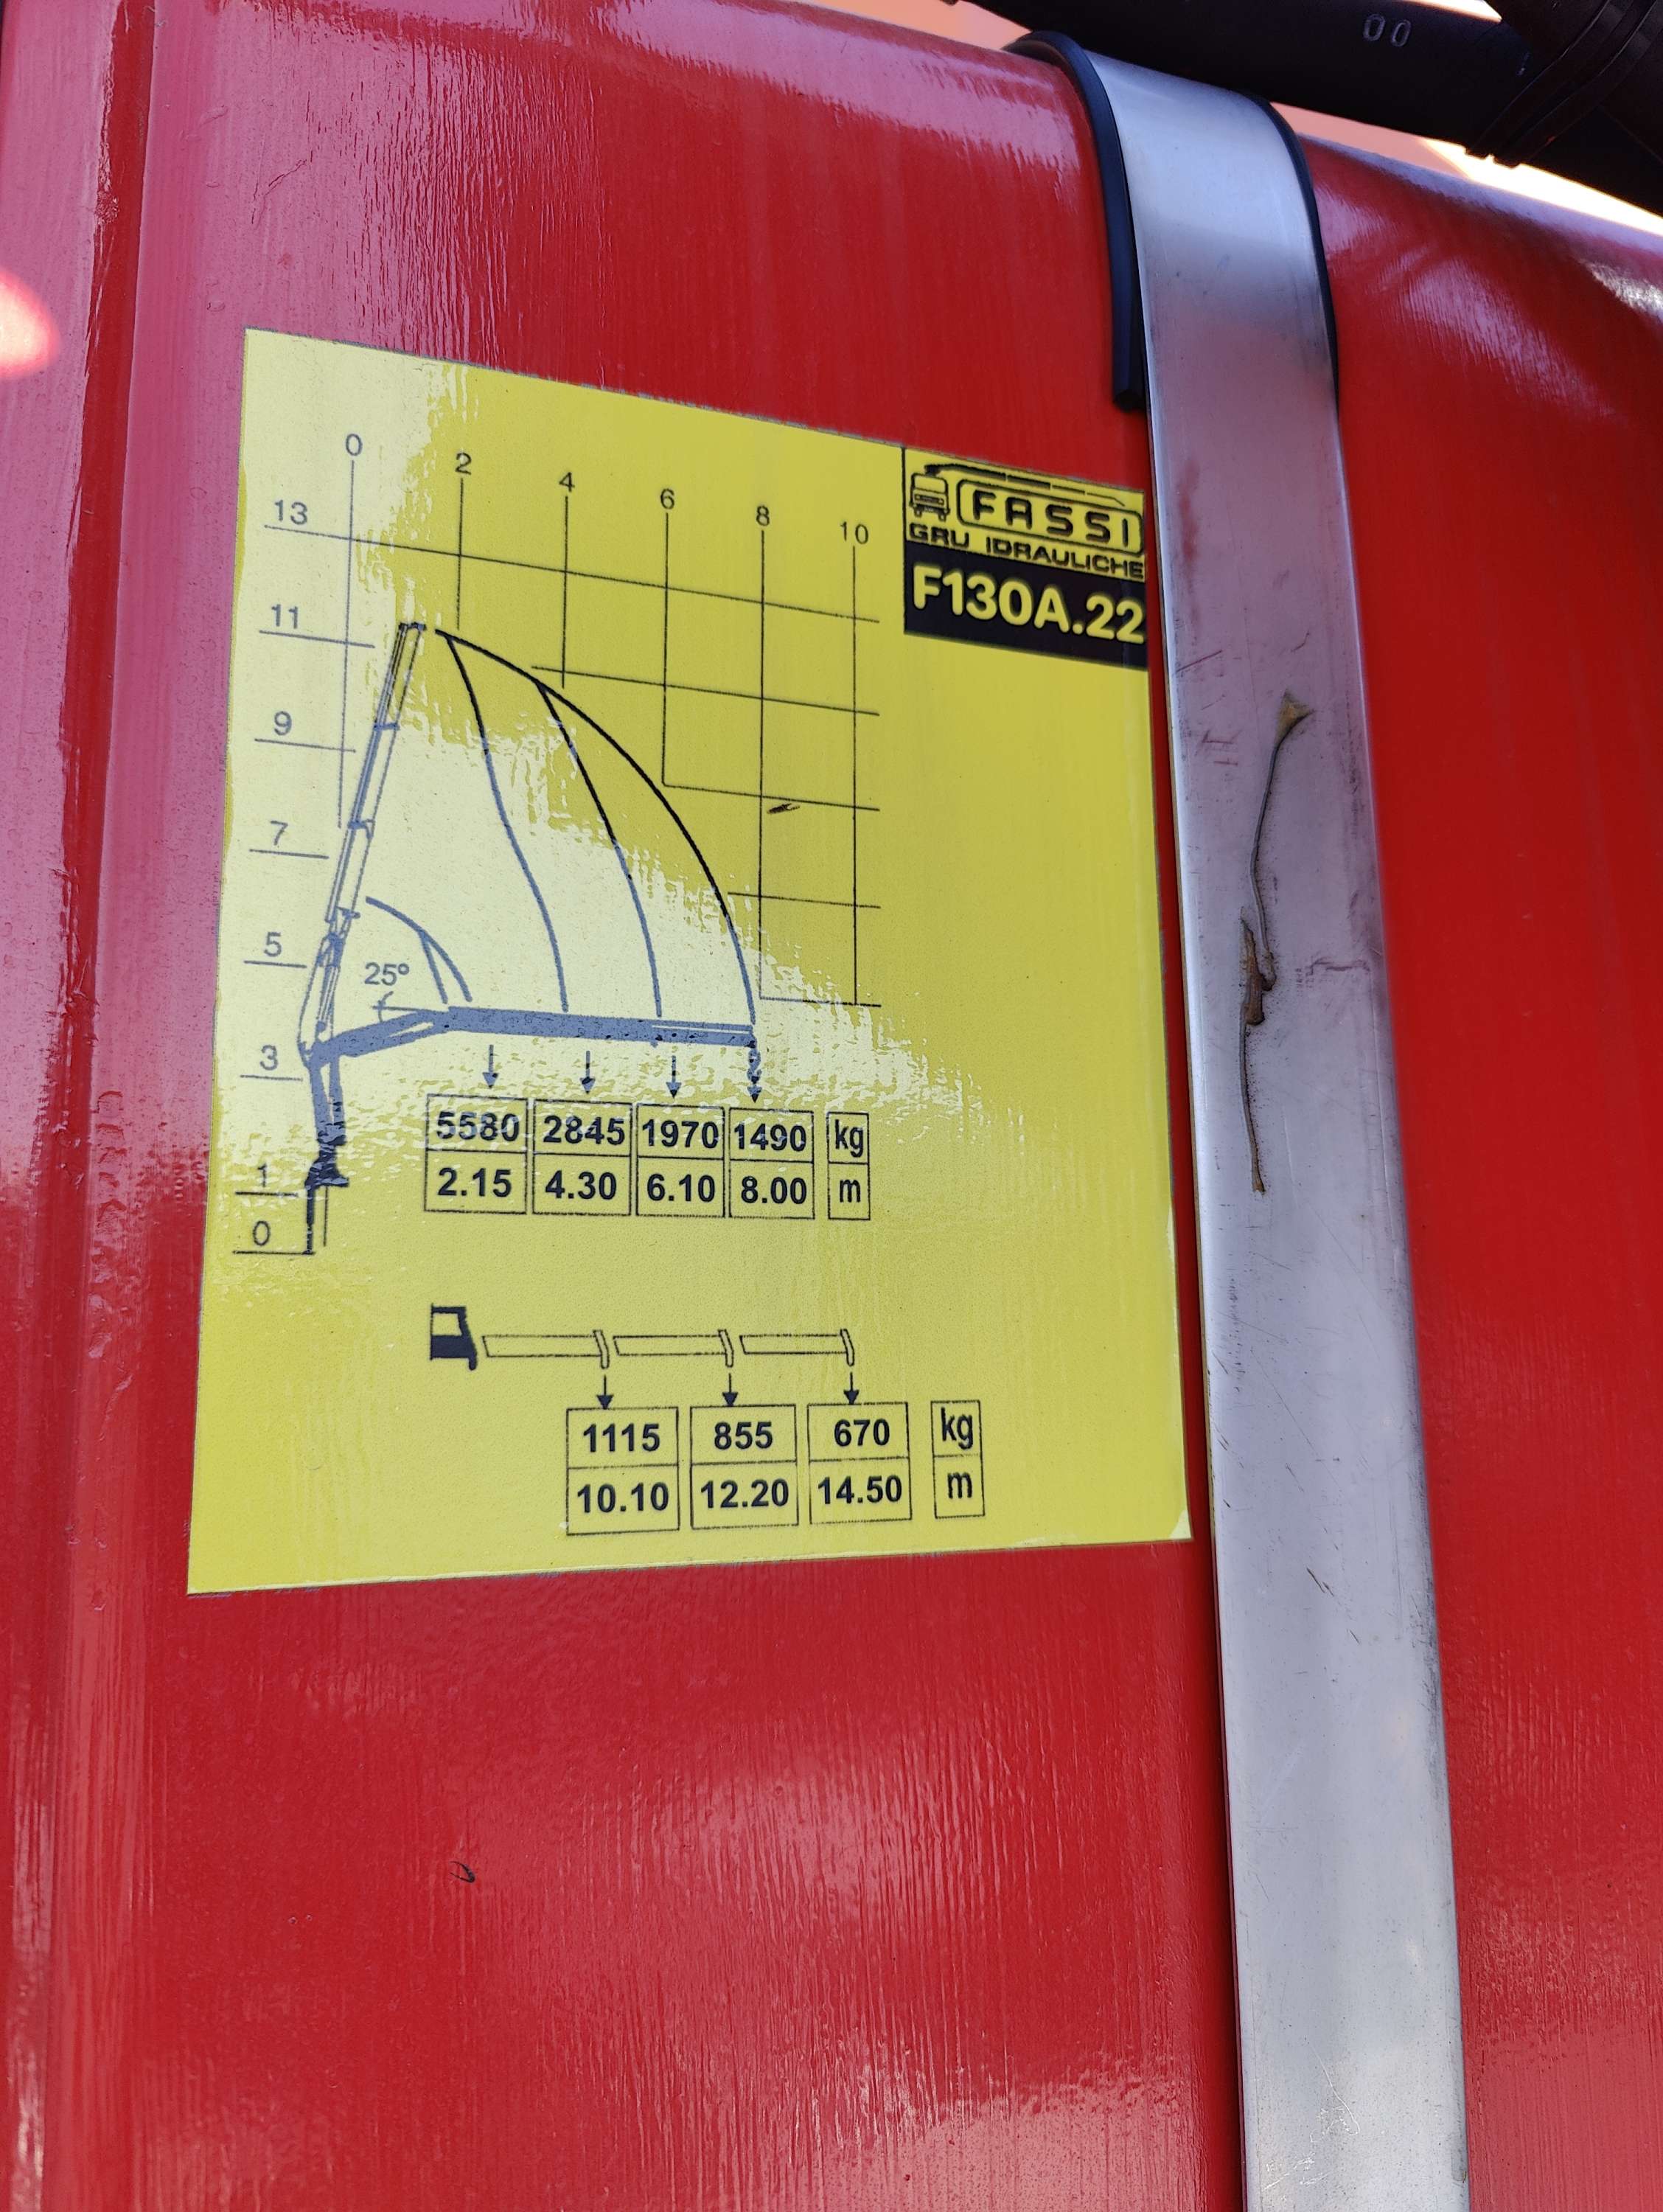 00
0 2 4 6 8 10
FASSI
GRU IDRAULICHE
F130A.22
13
11
9
7
5
25°
3
1
0
5580 2845 1970 1490 kg
2.15 4.30 6.10 8.00 m
1115 855 670 kg
10.10 12.20 14.50 m